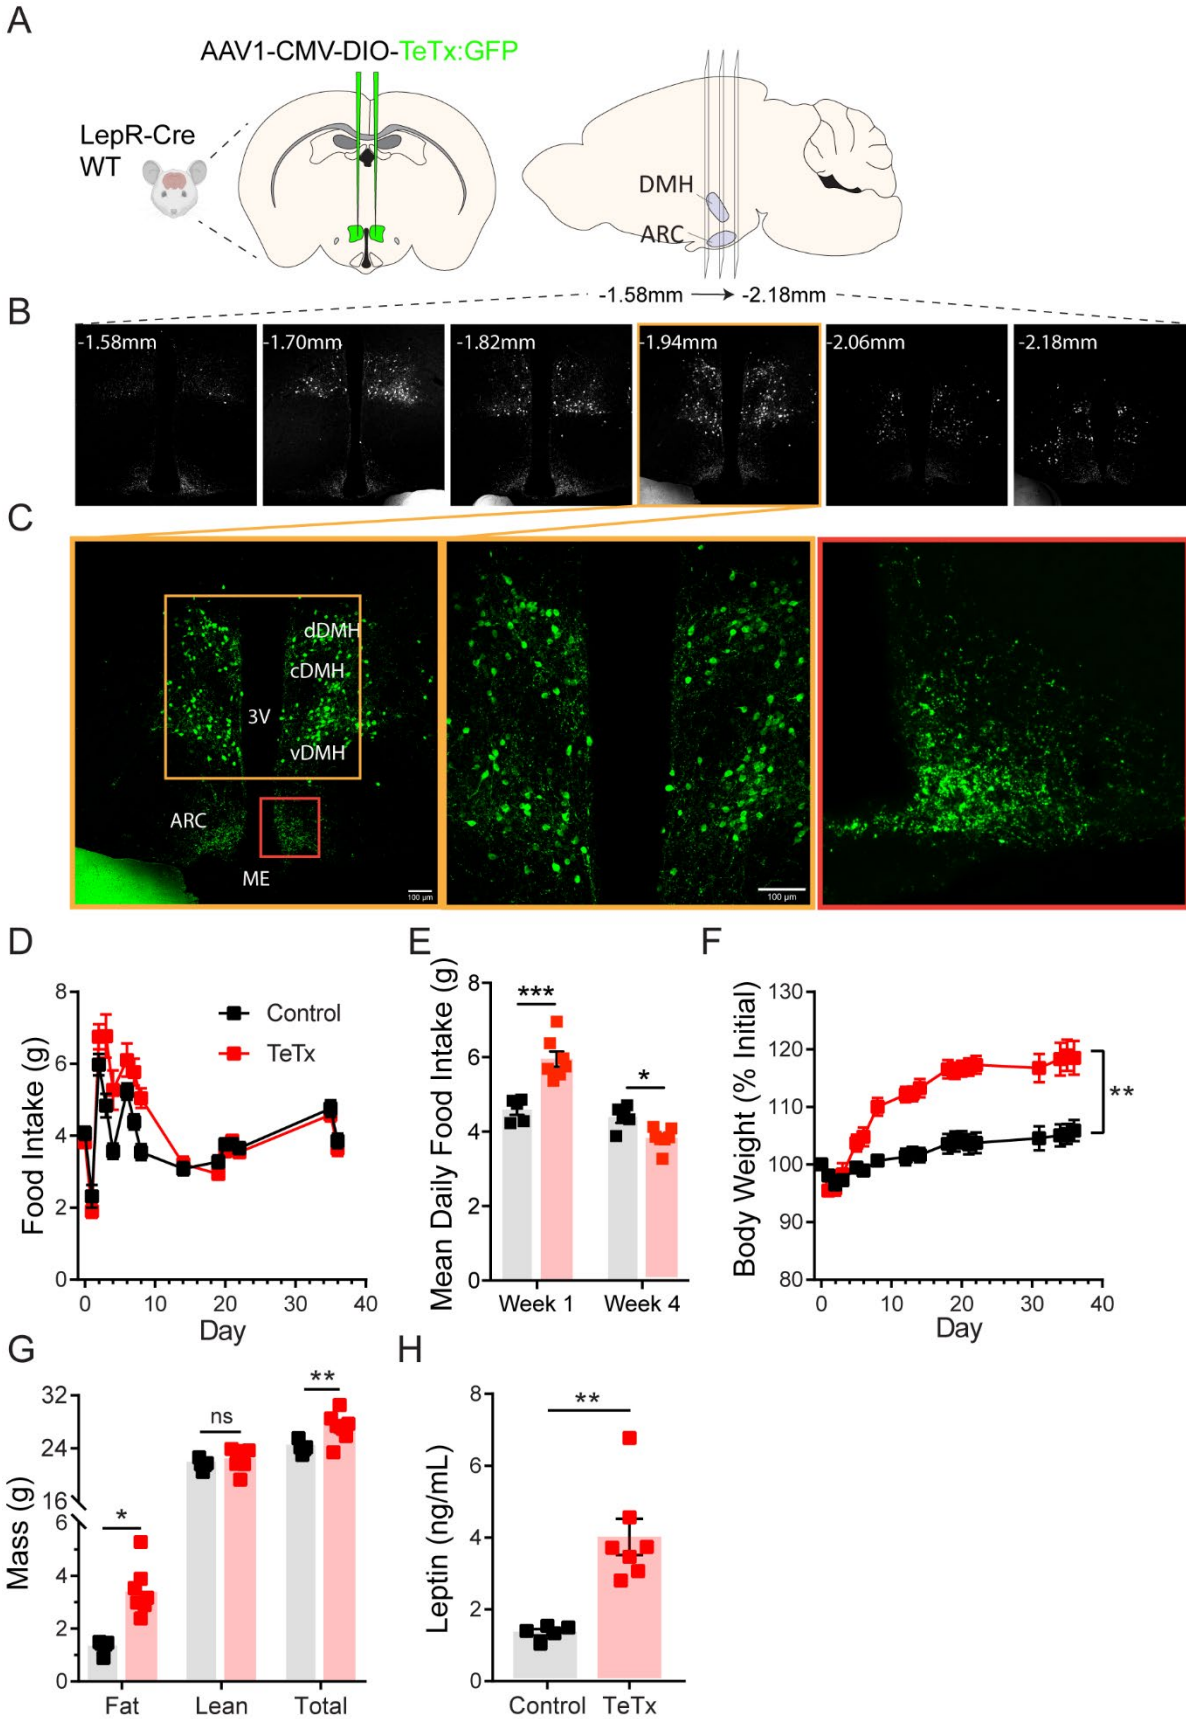 A
AAV1-CMV-DIO-TeTx:GFP
LepR-Cre
WT
DMH
ARC
-1.58mm -2.18mm
B
-1.58mm -1.70mm -1.82mm -1.94mm -2.06mm -2.18mm
C
dDMH
cDMH
3V
vDMH
ARC
ME
100 µm 100 µm
D
Food Intake (g)
8
6
4
2
0
Control
TeTx
0 10 20 30 40
Day
E
Mean Daily Food Intake (g)
8
6
4
2
0
***
*
Week 1 Week 4
F
Body Weight (% Initial)
130
120
110
100
90
80
**
0 10 20 30 40
Day
G
Mass (g)
32
24
16
6
4
2
0
*
ns
**
Fat Lean Total
H
Leptin (ng/mL)
8
6
4
2
0
**
Control TeTx